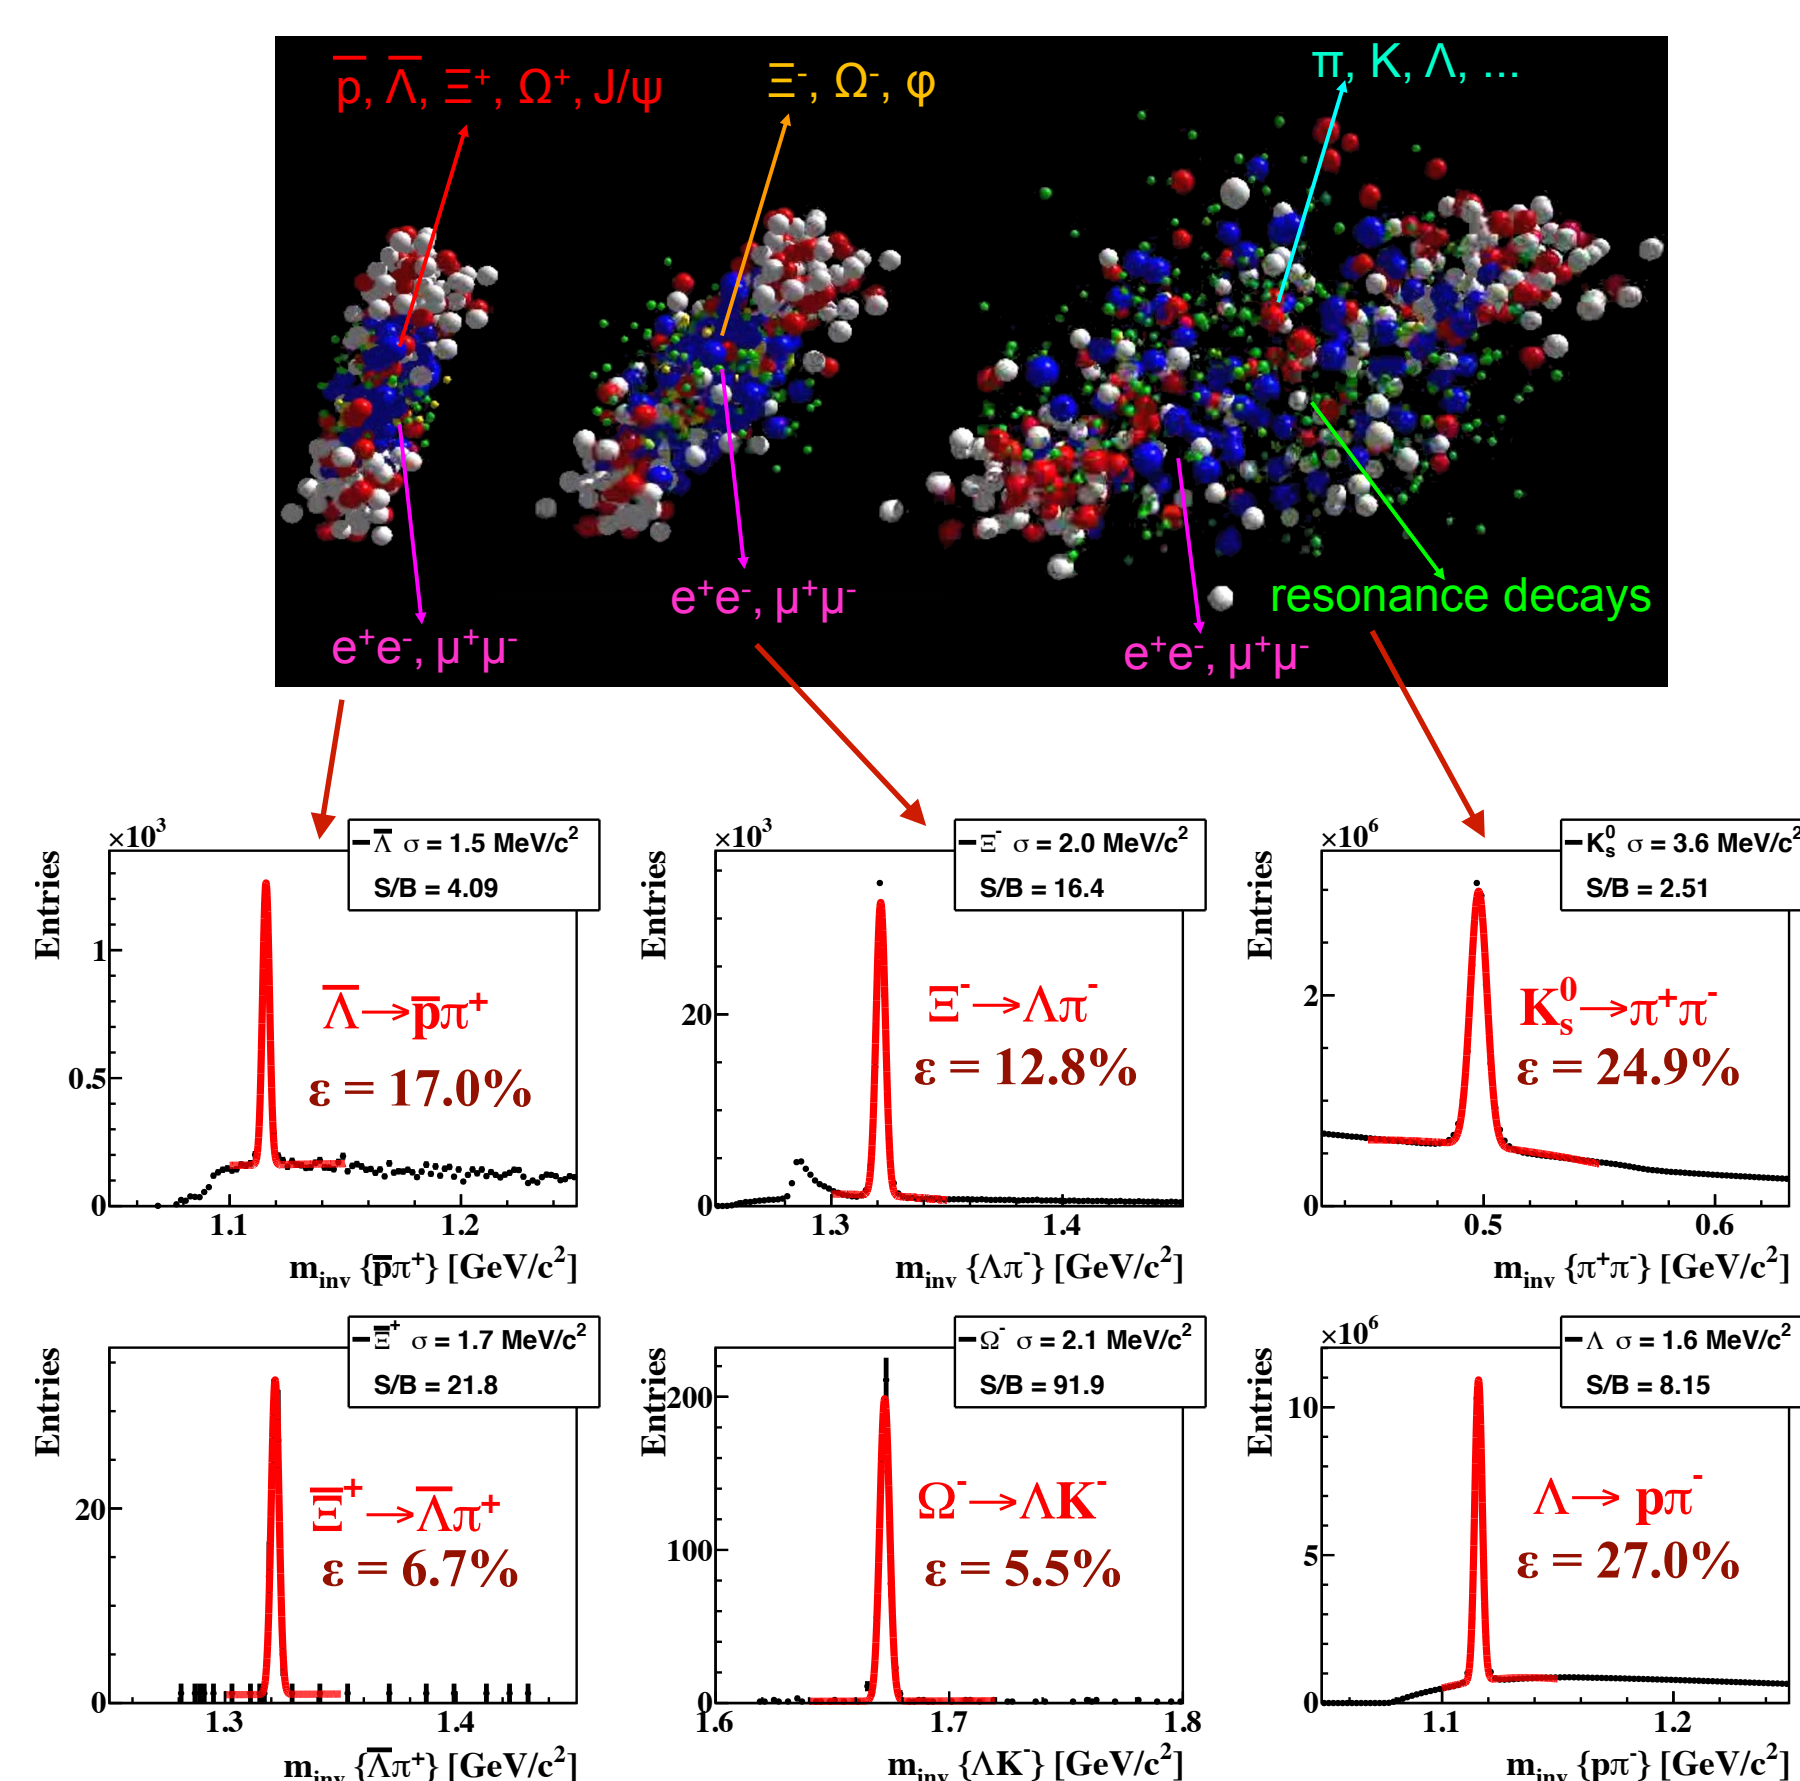 p̅, Λ̅, Ξ⁺, Ω⁺, J/ψ
Ξ⁻, Ω⁻, φ
π, K, Λ, ...
e⁺e⁻, μ⁺μ⁻
e⁺e⁻, μ⁺μ⁻
e⁺e⁻, μ⁺μ⁻
resonance decays
×10³
Λ̅ σ = 1.5 MeV/c²
S/B = 4.09
Entries
1
0.5
0
Λ̅→p̅π⁺
ε = 17.0%
1.1
1.2
m_inv {p̅π⁺} [GeV/c²]
×10³
Ξ⁻ σ = 2.0 MeV/c²
S/B = 16.4
Entries
20
10
0
Ξ⁻→Λπ⁻
ε = 12.8%
1.3
1.4
m_inv {Λπ⁻} [GeV/c²]
×10⁶
K⁰ₛ σ = 3.6 MeV/c²
S/B = 2.51
Entries
2
0
K⁰ₛ→π⁺π⁻
ε = 24.9%
0.5
0.6
m_inv {π⁺π⁻} [GeV/c²]
Ξ̅⁺ σ = 1.7 MeV/c²
S/B = 21.8
Entries
20
0
Ξ̅⁺→Λ̅π⁺
ε = 6.7%
1.3
1.4
m_inv {Λ̅π⁺} [GeV/c²]
Ω⁻ σ = 2.1 MeV/c²
S/B = 91.9
Entries
200
100
0
Ω⁻→ΛK⁻
ε = 5.5%
1.6
1.7
1.8
m_inv {ΛK⁻} [GeV/c²]
×10⁶
Λ σ = 1.6 MeV/c²
S/B = 8.15
Entries
10
5
0
Λ→ pπ⁻
ε = 27.0%
1.1
1.2
m_inv {pπ⁻} [GeV/c²]